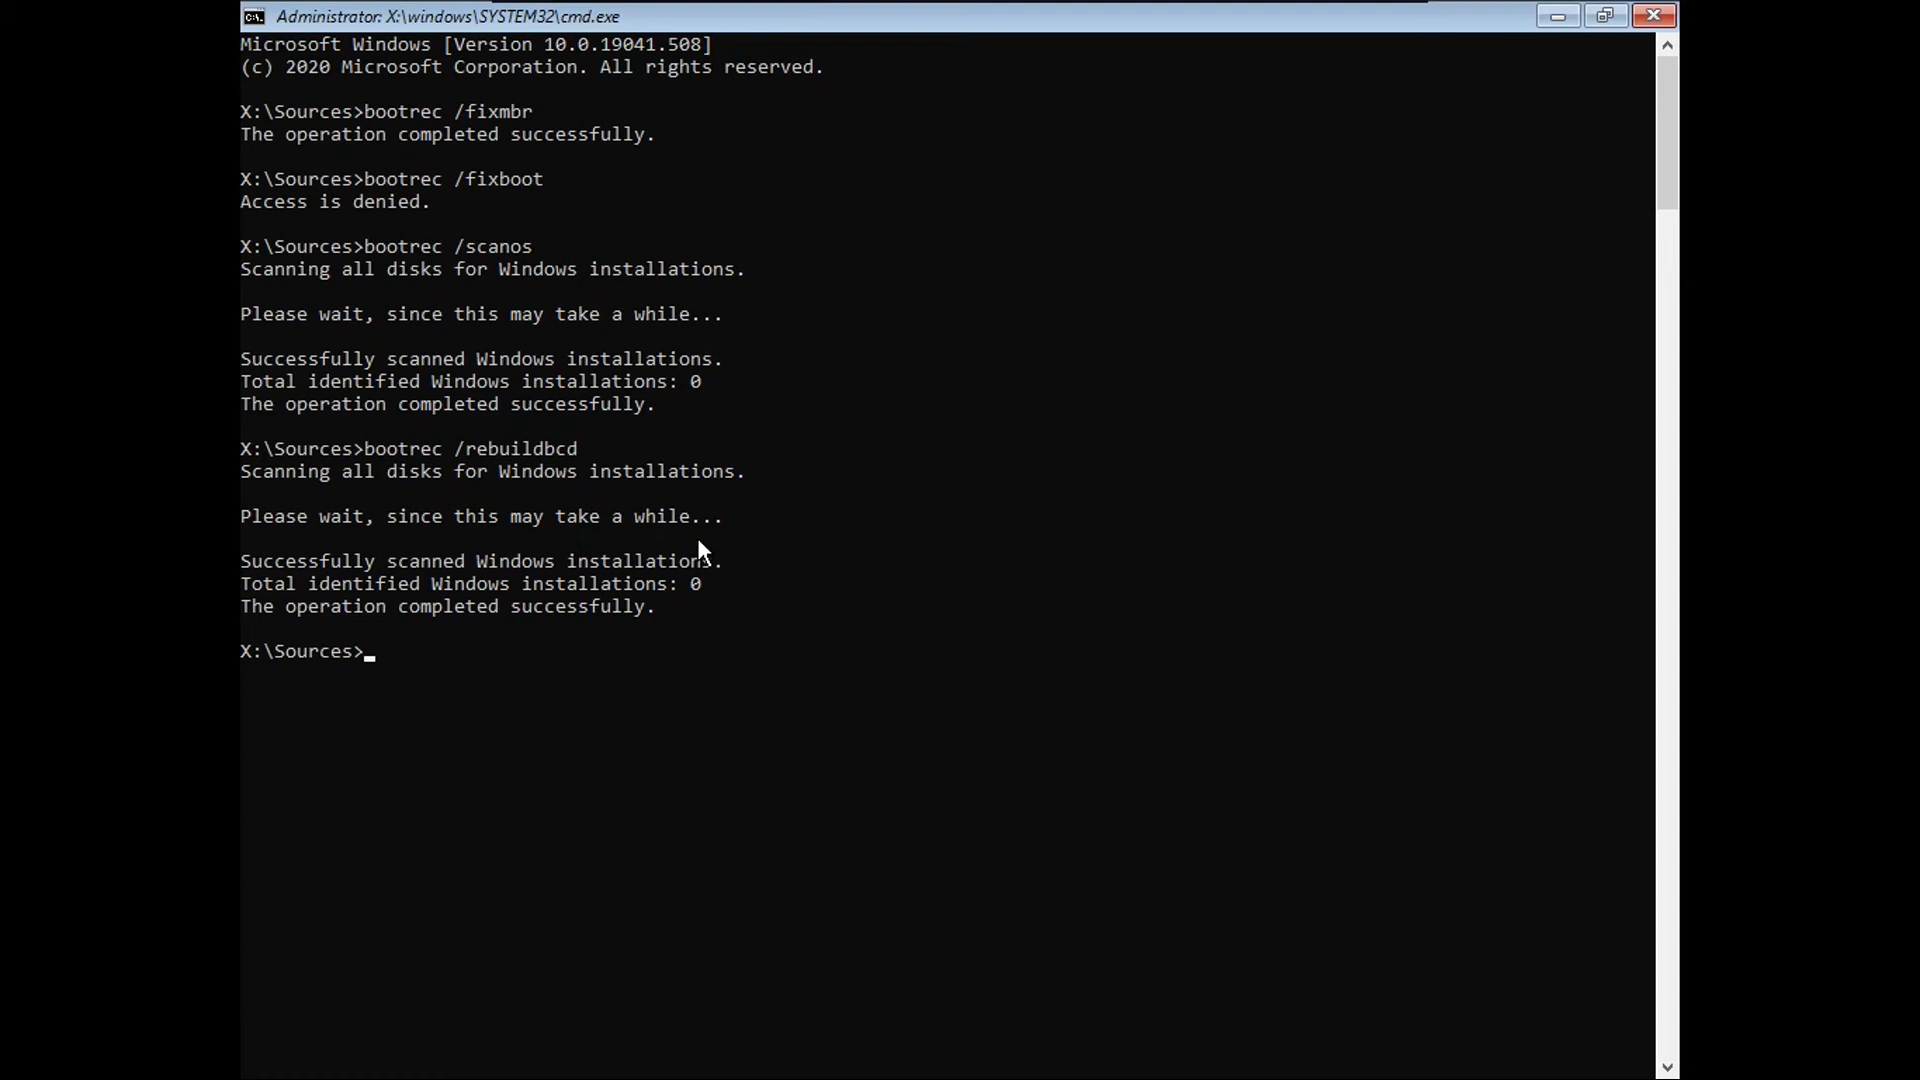 Administrator: X:\windows\SYSTEM32\cmd.exe
Microsoft Windows [Version 10.0.19041.508]
(c) 2020 Microsoft Corporation. All rights reserved.
X:\Sources>bootrec /fixmbr
The operation completed successfully.
X:\Sources>bootrec /fixboot
Access is denied.
X:\Sources>bootrec /scanos
Scanning all disks for Windows installations.
Please wait, since this may take a while...
Successfully scanned Windows installations.
Total identified Windows installations: 0
The operation completed successfully.
X:\Sources>bootrec /rebuildbcd
Scanning all disks for Windows installations.
Please wait, since this may take a while...
Successfully scanned Windows installations.
Total identified Windows installations: 0
The operation completed successfully.
X:\Sources>